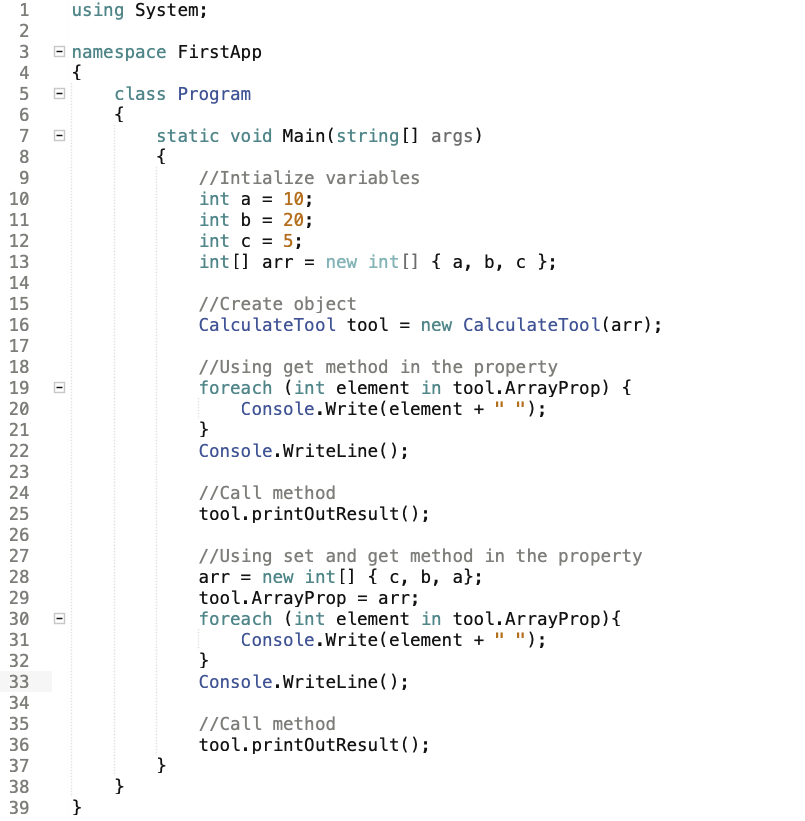 1 using System;
2
3 namespace FirstApp
4 {
5 class Program
6 {
7 static void Main(string[] args)
8 {
9 //Intialize variables
10 int a = 10;
11 int b = 20;
12 int c = 5;
13 int[] arr = new int[] { a, b, c };
14
15 //Create object
16 CalculateTool tool = new CalculateTool(arr);
17
18 //Using get method in the property
19 foreach (int element in tool.ArrayProp) {
20 Console.Write(element + " ");
21 }
22 Console.WriteLine();
23
24 //Call method
25 tool.printOutResult();
26
27 //Using set and get method in the property
28 arr = new int[] { c, b, a};
29 tool.ArrayProp = arr;
30 foreach (int element in tool.ArrayProp){
31 Console.Write(element + " ");
32 }
33 Console.WriteLine();
34
35 //Call method
36 tool.printOutResult();
37 }
38 }
39 }